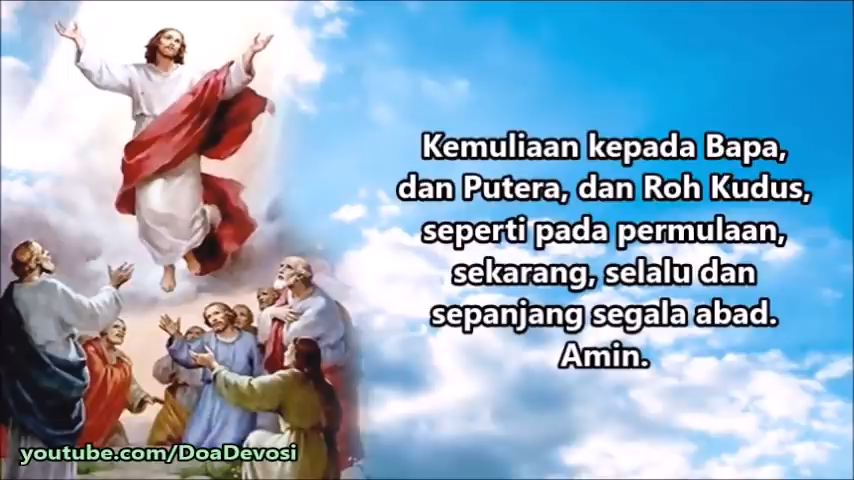 Kemuliaan kepada Bapa,
dan Putera, dan Roh Kudus,
seperti pada permulaan,
sekarang, selalu dan
sepanjang segala abad.
Amin.
youtube.com/DoaDevosi